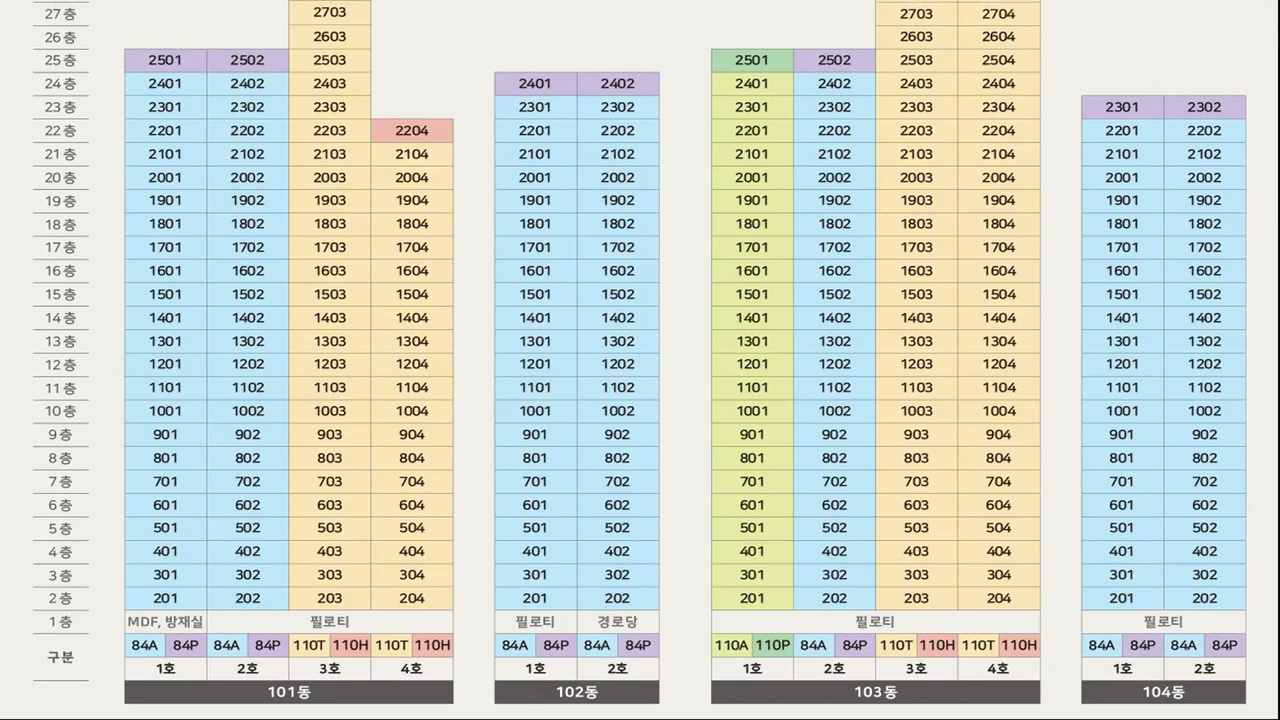 27층 2703 2703 2704
26층 2603 2603 2604
25층 2501 2502 2503 2501 2502 2503 2504
24층 2401 2402 2403 2401 2402 2401 2402 2403 2404
23층 2301 2302 2303 2301 2302 2301 2302 2303 2304 2301 2302
22층 2201 2202 2203 2204 2201 2202 2201 2202 2203 2204 2201 2202
21층 2101 2102 2103 2104 2101 2102 2101 2102 2103 2104 2101 2102
20층 2001 2002 2003 2004 2001 2002 2001 2002 2003 2004 2001 2002
19층 1901 1902 1903 1904 1901 1902 1901 1902 1903 1904 1901 1902
18층 1801 1802 1803 1804 1801 1802 1801 1802 1803 1804 1801 1802
17층 1701 1702 1703 1704 1701 1702 1701 1702 1703 1704 1701 1702
16층 1601 1602 1603 1604 1601 1602 1601 1602 1603 1604 1601 1602
15층 1501 1502 1503 1504 1501 1502 1501 1502 1503 1504 1501 1502
14층 1401 1402 1403 1404 1401 1402 1401 1402 1403 1404 1401 1402
13층 1301 1302 1303 1304 1301 1302 1301 1302 1303 1304 1301 1302
12층 1201 1202 1203 1204 1201 1202 1201 1202 1203 1204 1201 1202
11층 1101 1102 1103 1104 1101 1102 1101 1102 1103 1104 1101 1102
10층 1001 1002 1003 1004 1001 1002 1001 1002 1003 1004 1001 1002
9층 901 902 903 904 901 902 901 902 903 904 901 902
8층 801 802 803 804 801 802 801 802 803 804 801 802
7층 701 702 703 704 701 702 701 702 703 704 701 702
6층 601 602 603 604 601 602 601 602 603 604 601 602
5층 501 502 503 504 501 502 501 502 503 504 501 502
4층 401 402 403 404 401 402 401 402 403 404 401 402
3층 301 302 303 304 301 302 301 302 303 304 301 302
2층 201 202 203 204 201 202 201 202 203 204 201 202
1층 MDF, 방재실 필로티 필로티 경로당 필로티 필로티
구분 84A 84P 84A 84P 110T 110H 110T 110H 84A 84P 84A 84P 110A 110P 84A 84P 110T 110H 110T 110H 84A 84P 84A 84P
1호 2호 3호 4호 1호 2호 1호 2호 3호 4호 1호 2호
101동 102동 103동 104동